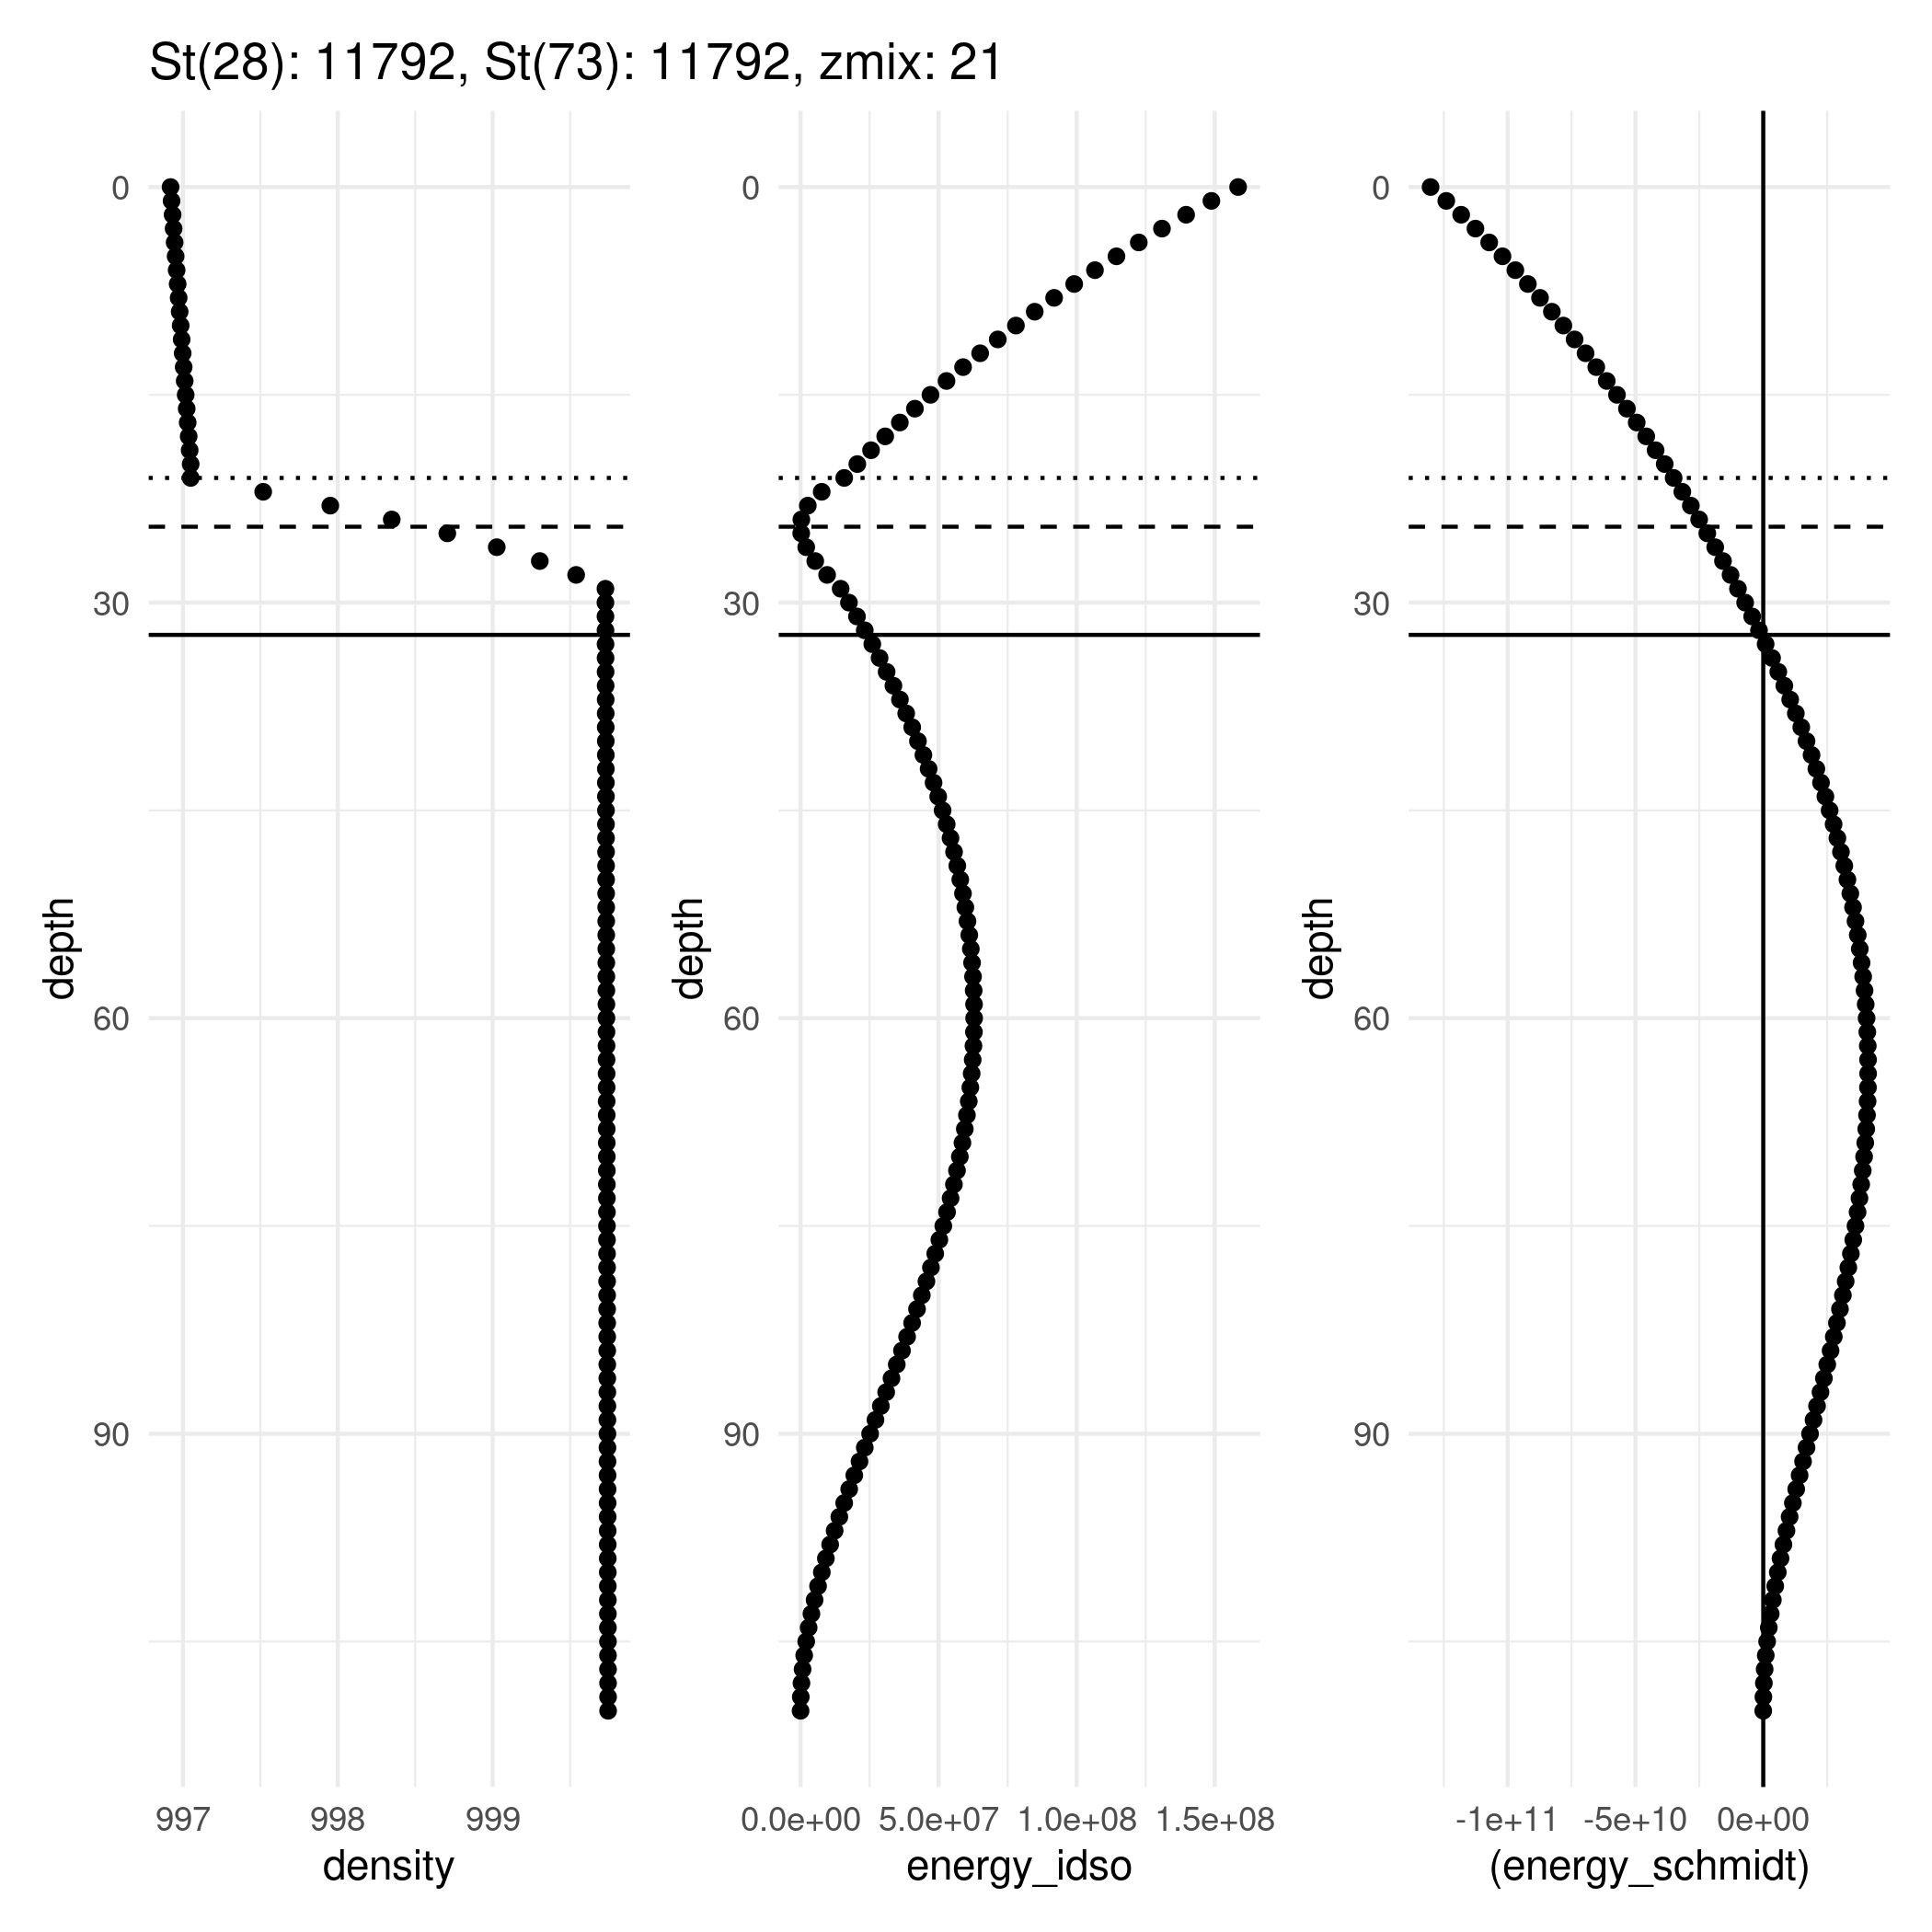 St(28): 11792, St(73): 11792, zmix: 21
0
30
60
90
depth
997 998 999
density
0
30
60
90
depth
0.0e+00 5.0e+07 1.0e+08 1.5e+08
energy_idso
0
30
60
90
depth
-1e+11 -5e+10 0e+00
(energy_schmidt)